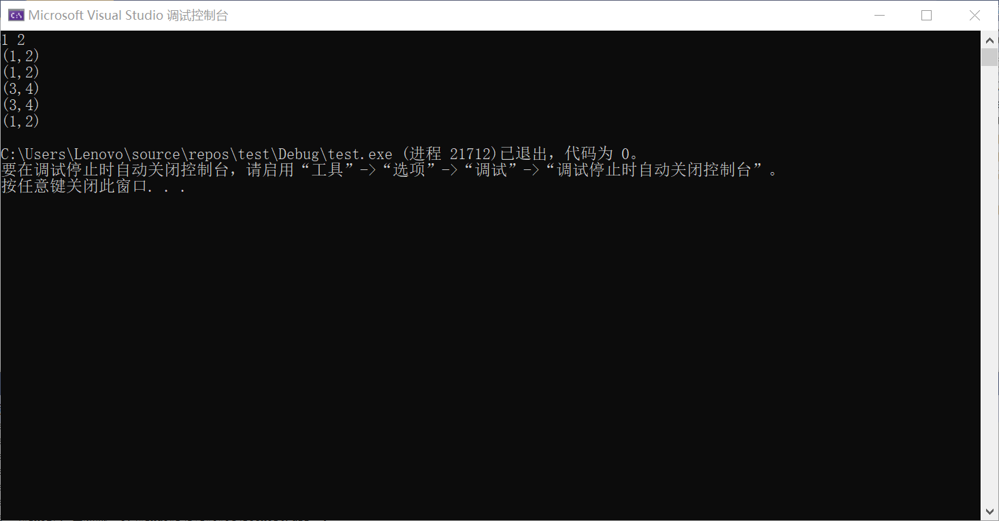 Microsoft Visual Studio 调试控制台
1 2
(1,2)
(1,2)
(3,4)
(3,4)
(1,2)
C:\Users\Lenovo\source\repos\test\Debug\test.exe (进程 21712)已退出，代码为 0。
要在调试停止时自动关闭控制台，请启用“工具”->“选项”->“调试”->“调试停止时自动关闭控制台”。
按任意键关闭此窗口. . .